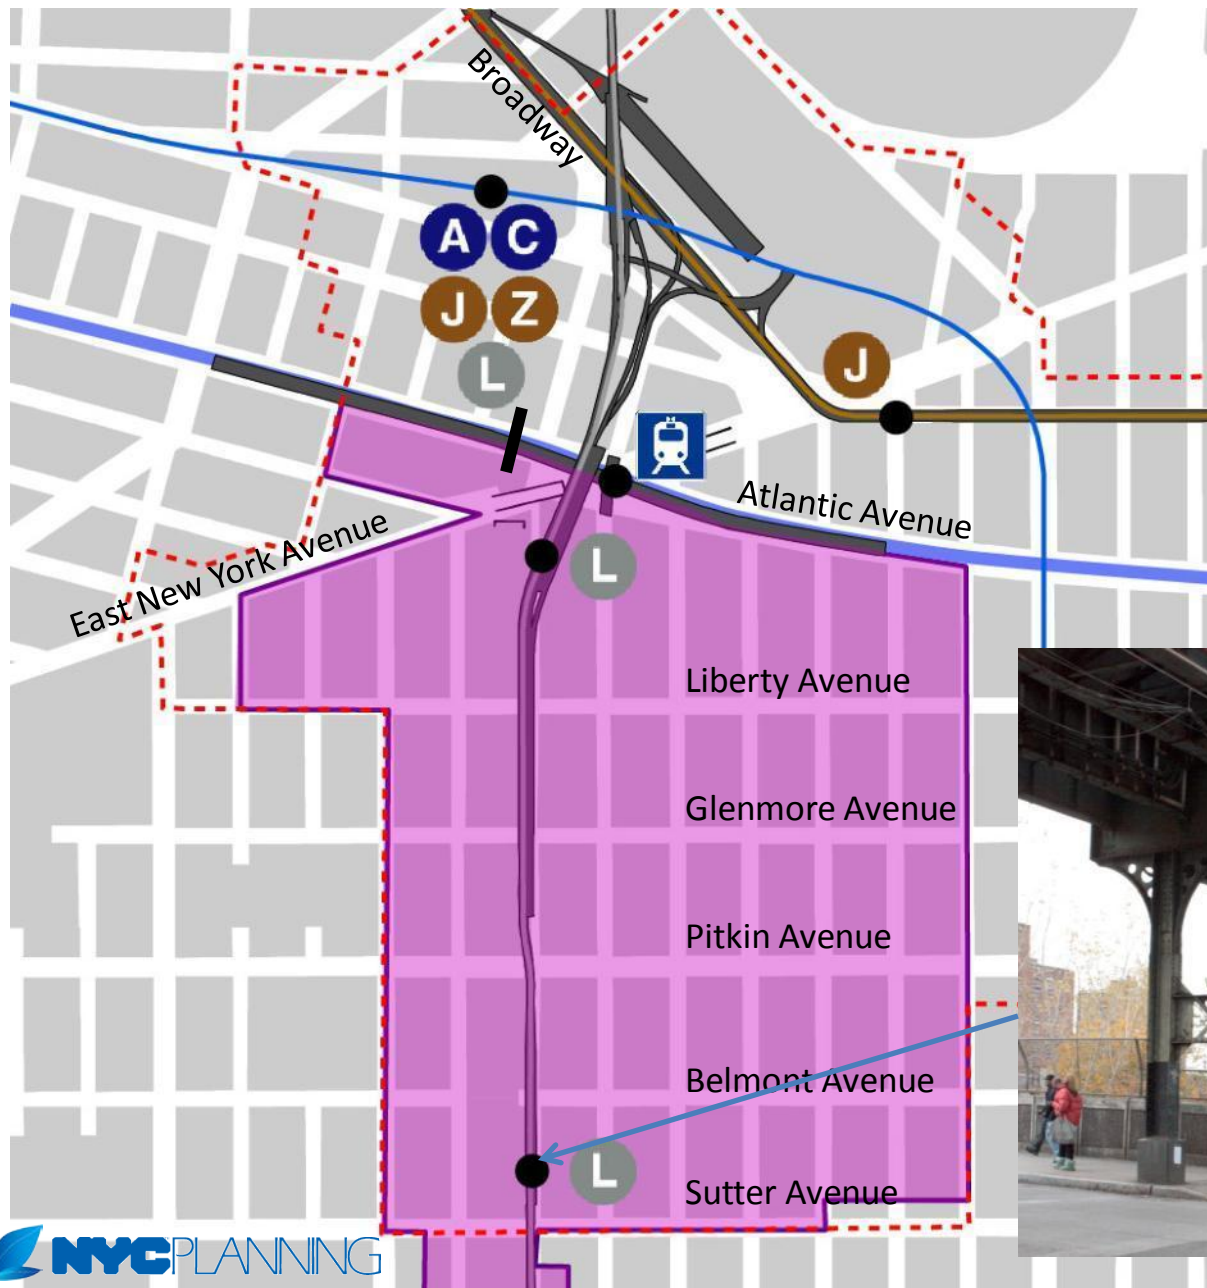 Broadway
A C
J Z
L
J
Atlantic Avenue
East New York Avenue
L
Liberty Avenue
Glenmore Avenue
Pitkin Avenue
Belmont Avenue
L
Sutter Avenue
NYCPLANNING